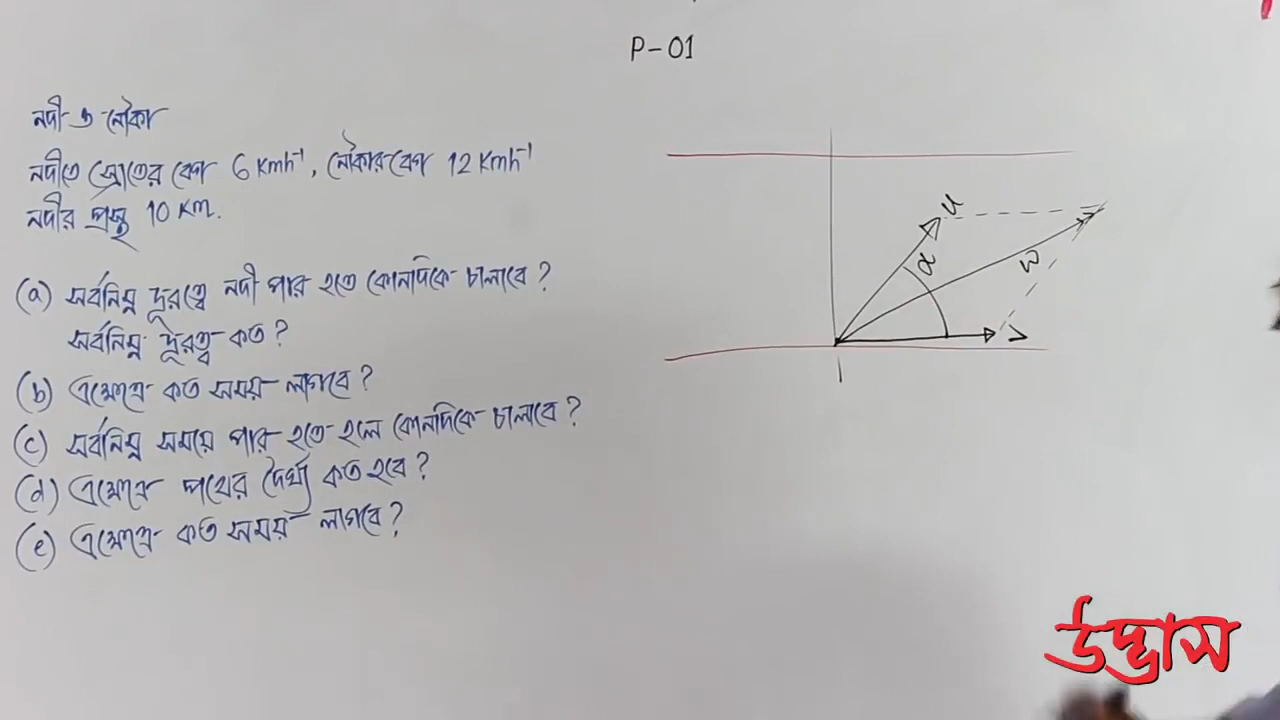 P-01
নদী ও নৌকা
নদীতে স্রোতের বেগ 6 Kmh⁻¹, নৌকার বেগ 12 Kmh⁻¹
নদীর প্রস্থ 10 Km.
(a) সর্বনিম্ন দূরত্বে নদী পার হতে কোনদিকে চালাবে?
সর্বনিম্ন দূরত্ব কত?
(b) এক্ষেত্রে কত সময় লাগবে?
(c) সর্বনিম্ন সময়ে পার হতে হলে কোনদিকে চালাবে?
(d) এক্ষেত্রে পথের দৈর্ঘ্য কত হবে?
(e) এক্ষেত্রে কত সময় লাগবে?
u
α
w
v
উদ্ভাস